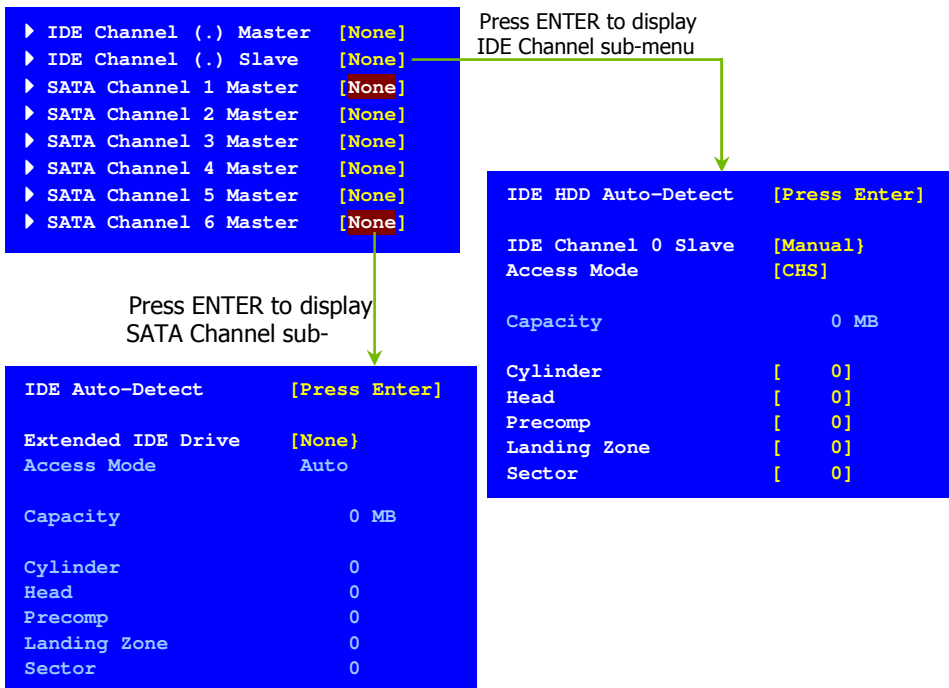 IDE Channel (.) Master [None]
IDE Channel (.) Slave [None]
SATA Channel 1 Master [None]
SATA Channel 2 Master [None]
SATA Channel 3 Master [None]
SATA Channel 4 Master [None]
SATA Channel 5 Master [None]
SATA Channel 6 Master [None]
Press ENTER to display
IDE Channel sub-menu
IDE HDD Auto-Detect [Press Enter]
IDE Channel 0 Slave [Manual}
Access Mode [CHS]
Capacity 0 MB
Cylinder [ 0]
Head [ 0]
Precomp [ 0]
Landing Zone [ 0]
Sector [ 0]
Press ENTER to display
SATA Channel sub-
IDE Auto-Detect [Press Enter]
Extended IDE Drive [None}
Access Mode Auto
Capacity 0 MB
Cylinder 0
Head 0
Precomp 0
Landing Zone 0
Sector 0